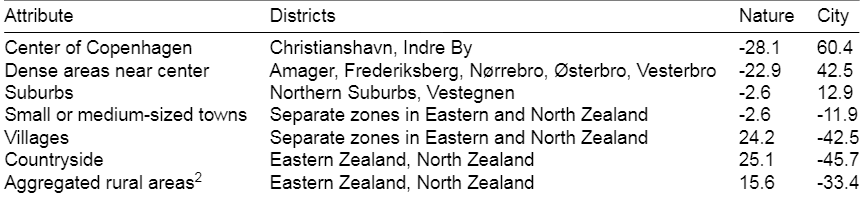 Attribute Districts Nature City
Center of Copenhagen Christianshavn, Indre By -28.1 60.4
Dense areas near center Amager, Frederiksberg, Nørrebro, Østerbro, Vesterbro -22.9 42.5
Suburbs Northern Suburbs, Vestegnen -2.6 12.9
Small or medium-sized towns Separate zones in Eastern and North Zealand -2.6 -11.9
Villages Separate zones in Eastern and North Zealand 24.2 -42.5
Countryside Eastern Zealand, North Zealand 25.1 -45.7
Aggregated rural areas² Eastern Zealand, North Zealand 15.6 -33.4